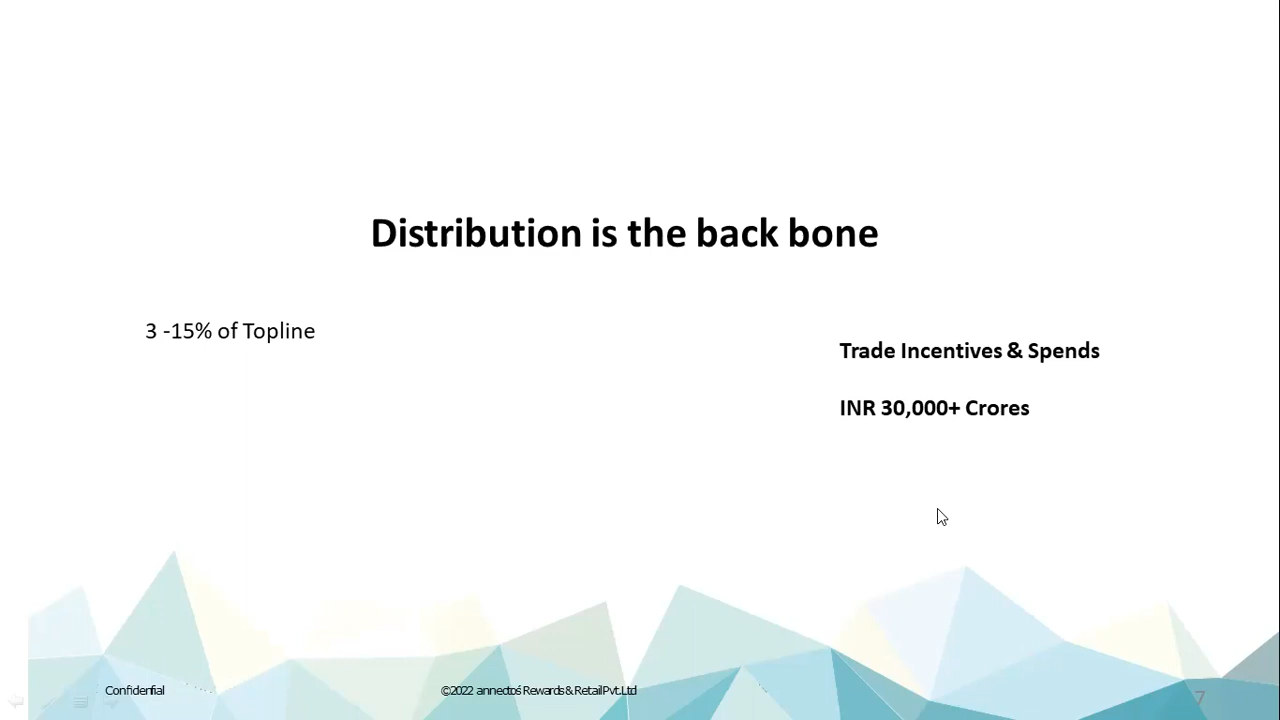 Distribution is the back bone
3 -15% of Topline
Trade Incentives & Spends
INR 30,000+ Crores
Confidential
©2022 annectos' Rewards & Retail Pvt. Ltd
7